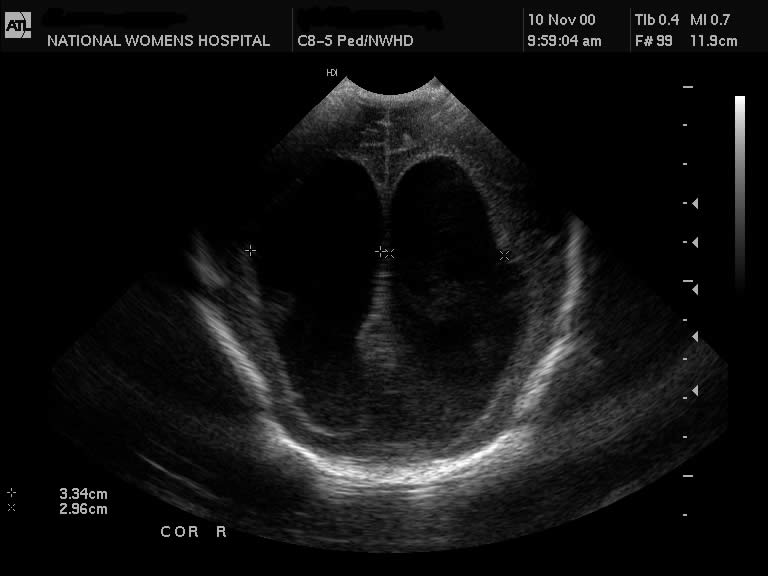 ATL
NATIONAL WOMENS HOSPITAL
C8-5 Ped/NWHD
10 Nov 00
9:59:04 am
TIb 0.4 MI 0.7
F# 99 11.9cm
HDI
3.34cm
2.96cm
COR R